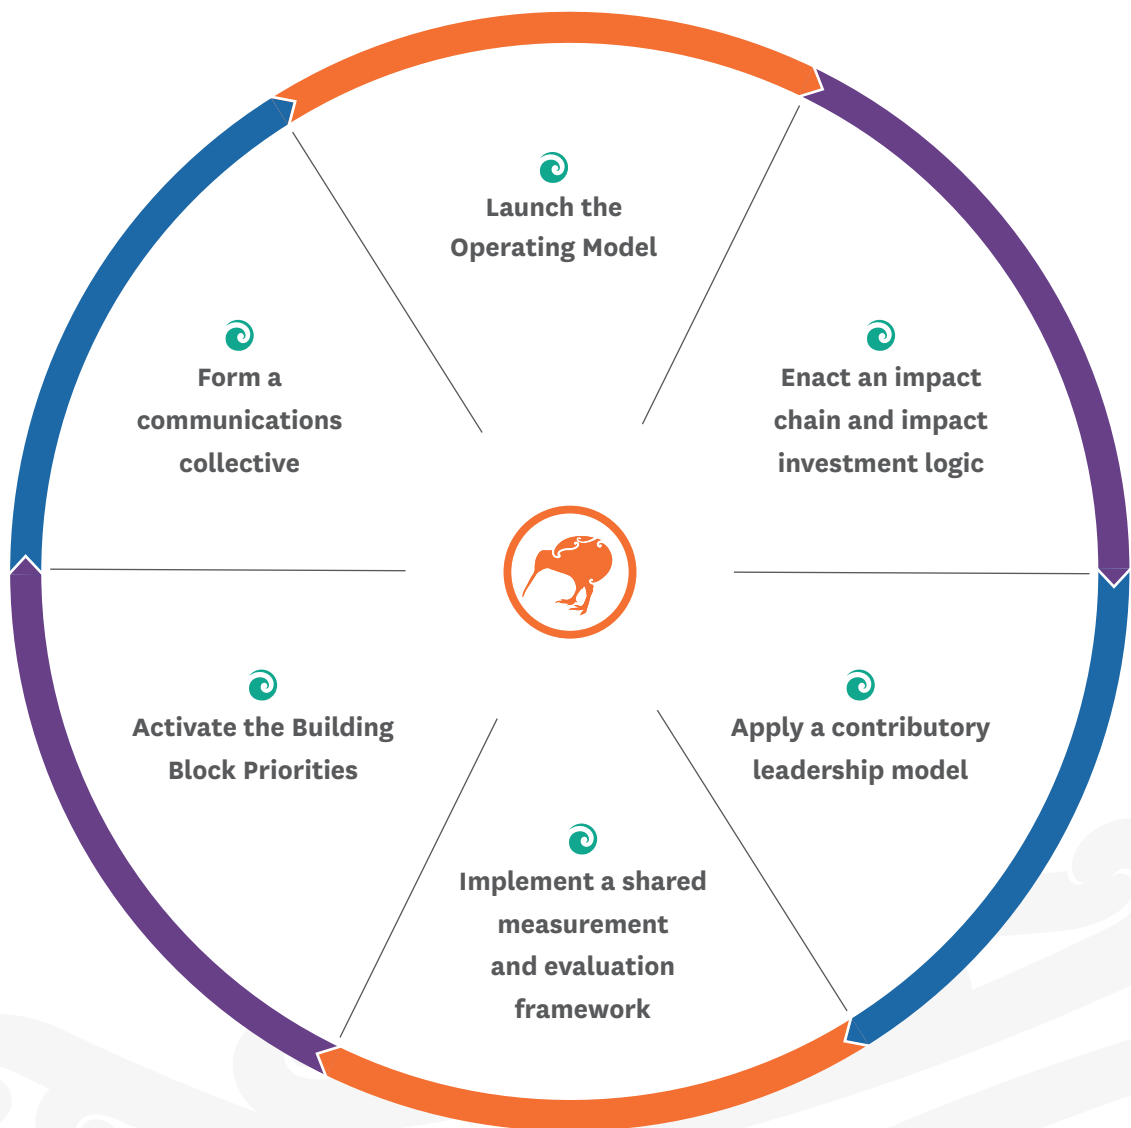 Launch the
Operating Model
Enact an impact
chain and impact
investment logic
Apply a contributory
leadership model
Implement a shared
measurement
and evaluation
framework
Activate the Building
Block Priorities
Form a
communications
collective